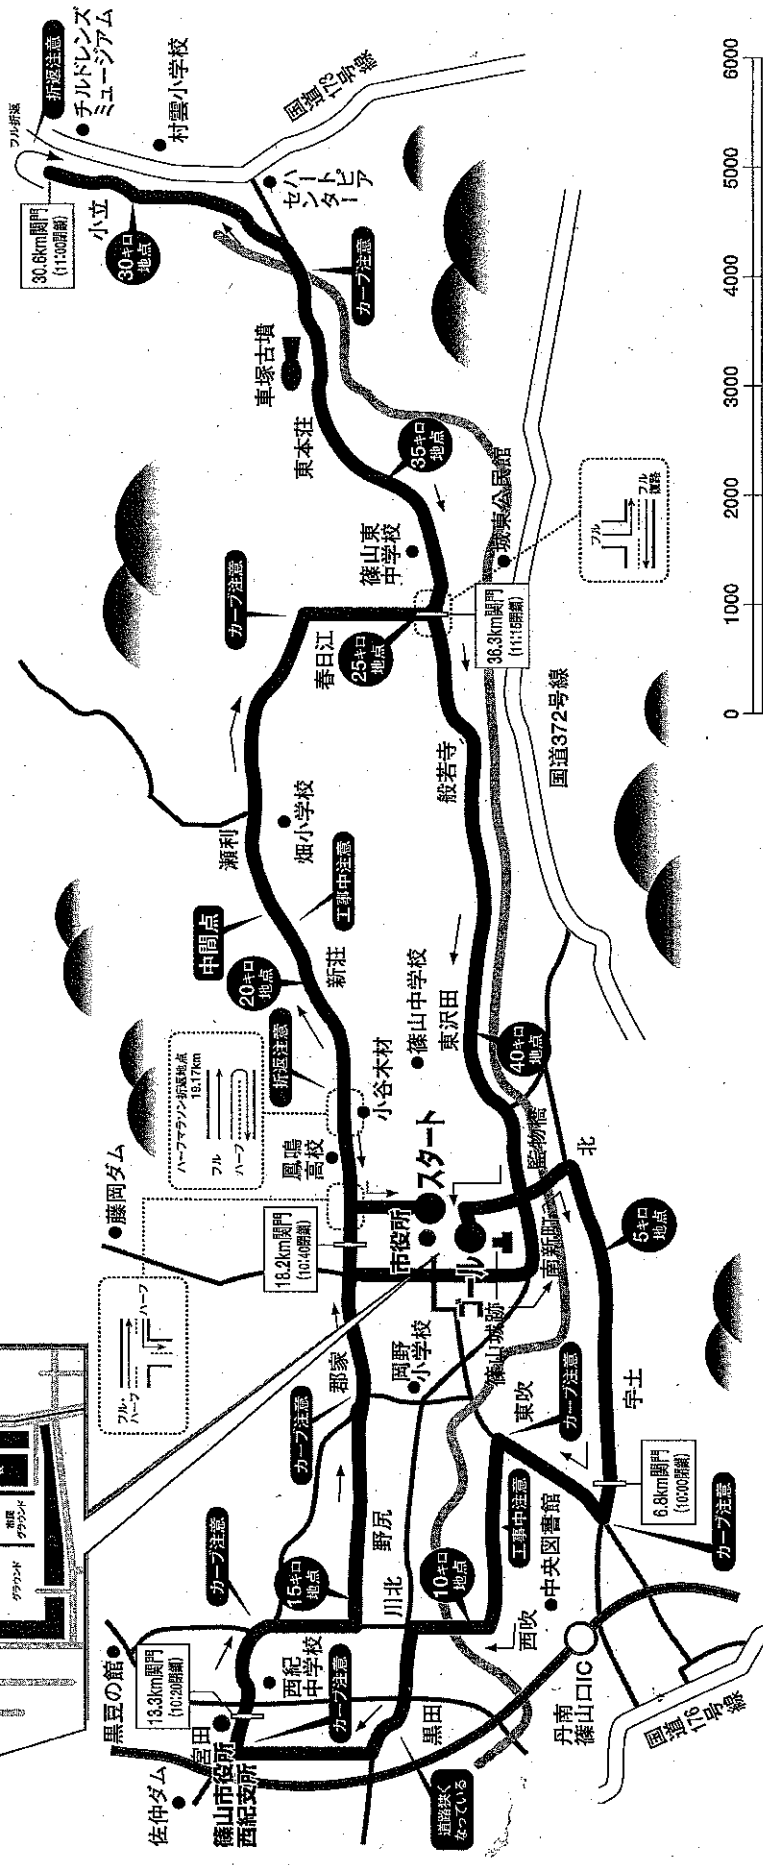 折返注意
フル折返
チルドレンズ
ミュージアム
村雲小学校
国道173号線
30.6km関門
(11:00閉鎖)
小立
30キロ
地点
ハートピア
センター
カーブ注意
車塚古墳
東本荘
35キロ
地点
篠山東
中学校
城東公民館
フル
フル
復路
カーブ注意
春日江
25キロ
地点
36.3km関門
(11:15閉鎖)
般若寺
国道372号線
瀬利
畑小学校
工事中注意
中間点
20キロ
地点
新荘
折返注意
小谷木材
篠山中学校
東沢田
40キロ
地点
監物橋
ハーフマラソン折返地点
19.17km
フル
ハーフ
鳳鳴
高校
スタート
市役所
ゴール
篠山城跡
南新町
北
5キロ
地点
藤岡ダム
18.2km関門
(10:40閉鎖)
フル・
ハーフ
ハーフ
郡家
岡野
小学校
東吹
カーブ注意
宇土
6.8km関門
(10:00閉鎖)
カーブ注意
カーブ注意
野尻
工事中注意
中央図書館
カーブ注意
15キロ
地点
川北
10キロ
地点
西吹
丹南
篠山口IC
国道176号線
黒豆の館
13.3km関門
(10:20閉鎖)
西紀
中学校
カーブ注意
黒田
道路狭く
なっている
佐仲ダム
宮田
篠山市役所
西紀支所
グラウンド
市民
グラウンド
0
1000
2000
3000
4000
5000
6000